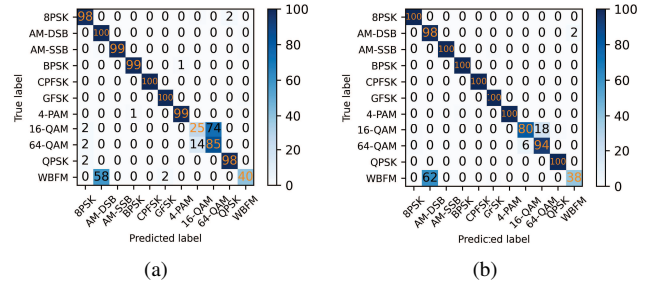 8PSK 98 0 0 0 0 0 0 0 0 2 0
AM-DSB 0 100 0 0 0 0 0 0 0 0 0
AM-SSB 0 0 99 0 0 0 0 0 0 0 0
BPSK 0 0 0 99 0 0 1 0 0 0 0
CPFSK 0 0 0 0 100 0 0 0 0 0 0
GFSK 0 0 0 0 0 100 0 0 0 0 0
4-PAM 0 0 0 1 0 0 99 0 0 0 0
16-QAM 2 0 0 0 0 0 0 25 74 0 0
64-QAM 2 0 0 0 0 0 0 14 85 0 0
QPSK 2 0 0 0 0 0 0 0 0 98 0
WBFM 0 58 0 0 0 2 0 0 0 0 40
True label
8PSK AM-DSB AM-SSB BPSK CPFSK GFSK 4-PAM 16-QAM 64-QAM QPSK WBFM
Predicted label
100
80
60
40
20
0
(a)
8PSK 100 0 0 0 0 0 0 0 0 0 0
AM-DSB 0 98 0 0 0 0 0 0 0 0 2
AM-SSB 0 0 100 0 0 0 0 0 0 0 0
BPSK 0 0 0 100 0 0 0 0 0 0 0
CPFSK 0 0 0 0 100 0 0 0 0 0 0
GFSK 0 0 0 0 0 100 0 0 0 0 0
4-PAM 0 0 0 0 0 0 100 0 0 0 0
16-QAM 2 0 0 0 0 0 0 80 18 0 0
64-QAM 0 0 0 0 0 0 0 6 94 0 0
QPSK 0 0 0 0 0 0 0 0 0 100 0
WBFM 0 62 0 0 0 0 0 0 0 0 38
True label
8PSK AM-DSB AM-SSB BPSK CPFSK GFSK 4-PAM 16-QAM 64-QAM QPSK WBFM
Predicted label
100
80
60
40
20
0
(b)